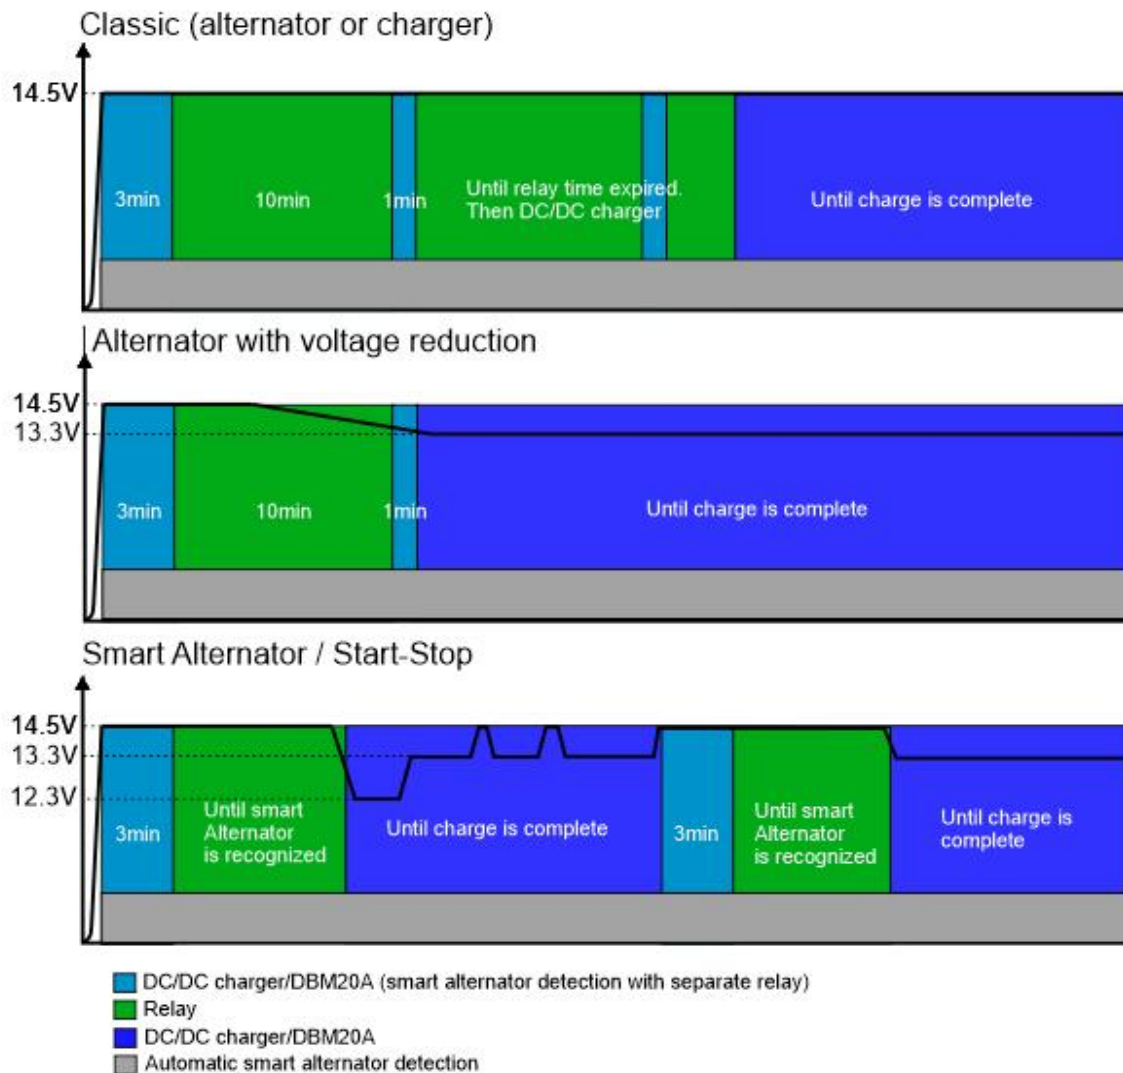 Classic (alternator or charger)
14.5V
3min
10min
1min
Until relay time expired.
Then DC/DC charger
Until charge is complete
Alternator with voltage reduction
14.5V
13.3V
3min
10min
1min
Until charge is complete
Smart Alternator / Start-Stop
14.5V
13.3V
12.3V
3min
Until smart
Alternator
is recognized
Until charge is complete
3min
Until smart
Alternator
is recognized
Until charge is
complete
DC/DC charger/DBM20A (smart alternator detection with separate relay)
Relay
DC/DC charger/DBM20A
Automatic smart alternator detection